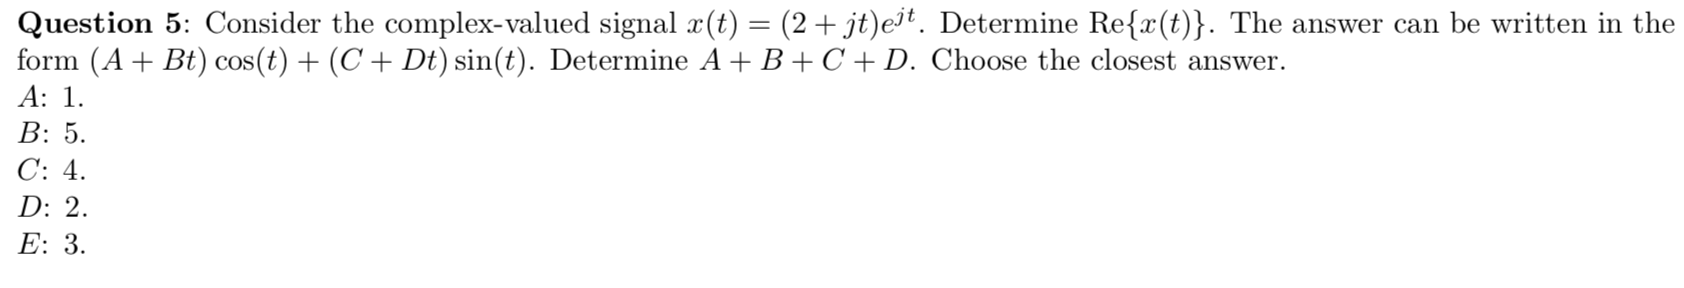 Question 5: Consider the complex-valued signal x(t) = (2 + jt)e^{jt}. Determine Re{x(t)}. The answer can be written in the
form (A + Bt) cos(t) + (C + Dt) sin(t). Determine A + B + C + D. Choose the closest answer.
A: 1.
B: 5.
C: 4.
D: 2.
E: 3.